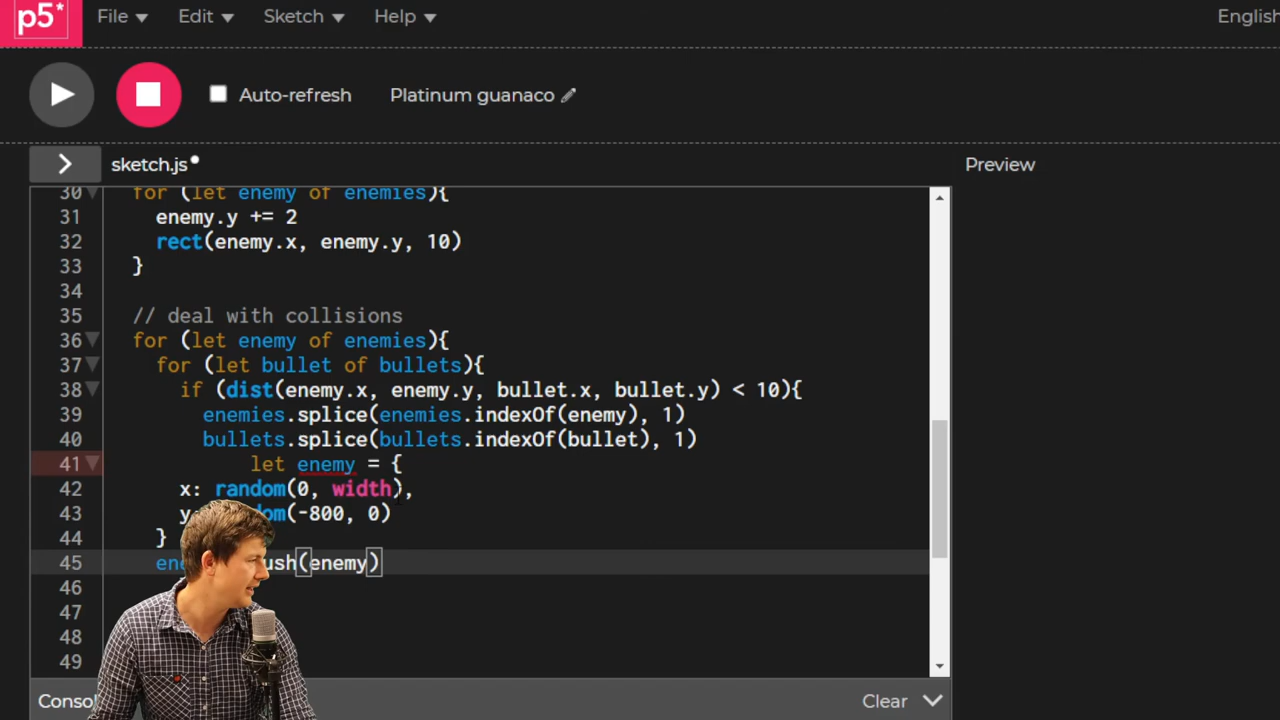 p5* File Edit Sketch Help English
Auto-refresh Platinum guanaco
sketch.js Preview
30 for (let enemy of enemies){
31 enemy.y += 2
32 rect(enemy.x, enemy.y, 10)
33 }
34
35 // deal with collisions
36 for (let enemy of enemies){
37 for (let bullet of bullets){
38 if (dist(enemy.x, enemy.y, bullet.x, bullet.y) < 10){
39 enemies.splice(enemies.indexOf(enemy), 1)
40 bullets.splice(bullets.indexOf(bullet), 1)
41 let enemy = {
42 x: random(0, width),
43 (-800, 0)
44 }
45 (enemy)
46
47
48
49
Clear